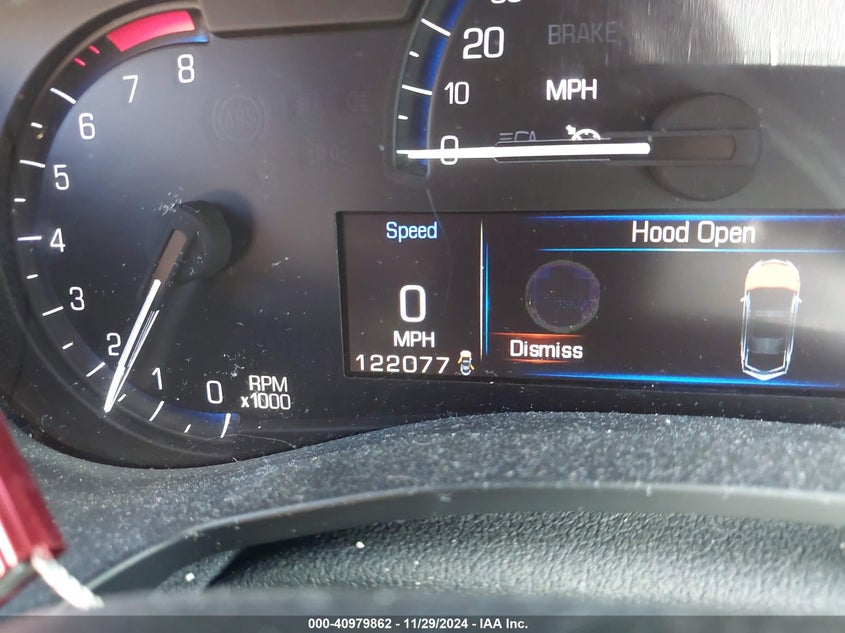 20
BRAKE
10
MPH
0
8
7
6
5
4
3
2
1
0
RPM
x1000
ABS
Speed
0
MPH
122077
Hood Open
Dismiss
000-40979862 - 11/29/2024 - IAA Inc.